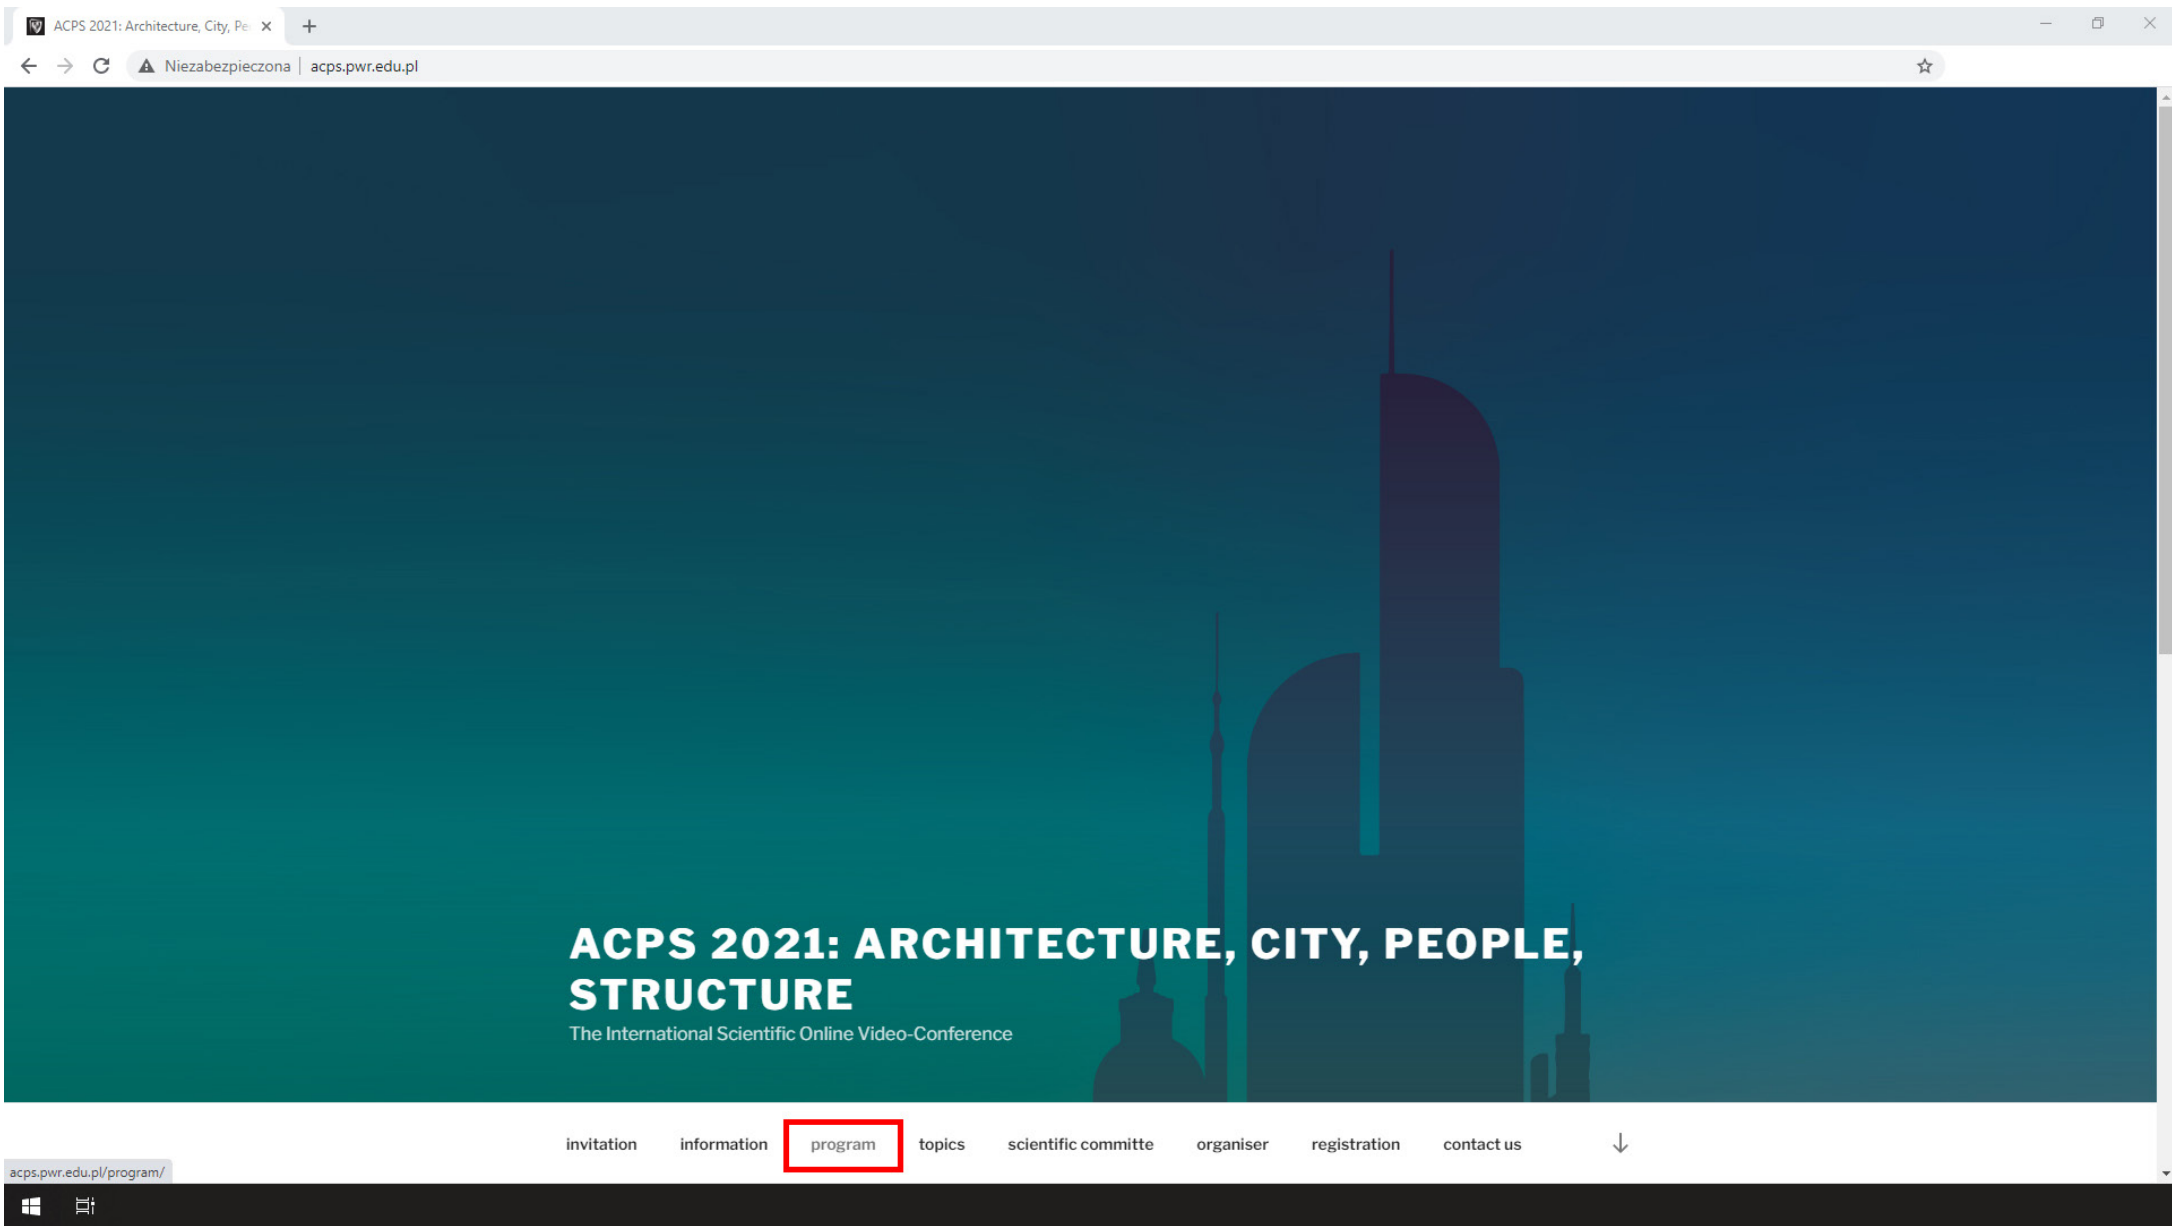 ACPS 2021: Architecture, City, Pe
Niezabezpieczona | acps.pwr.edu.pl
ACPS 2021: ARCHITECTURE, CITY, PEOPLE,
STRUCTURE
The International Scientific Online Video-Conference
invitation information program topics scientific committe organiser registration contact us
acps.pwr.edu.pl/program/